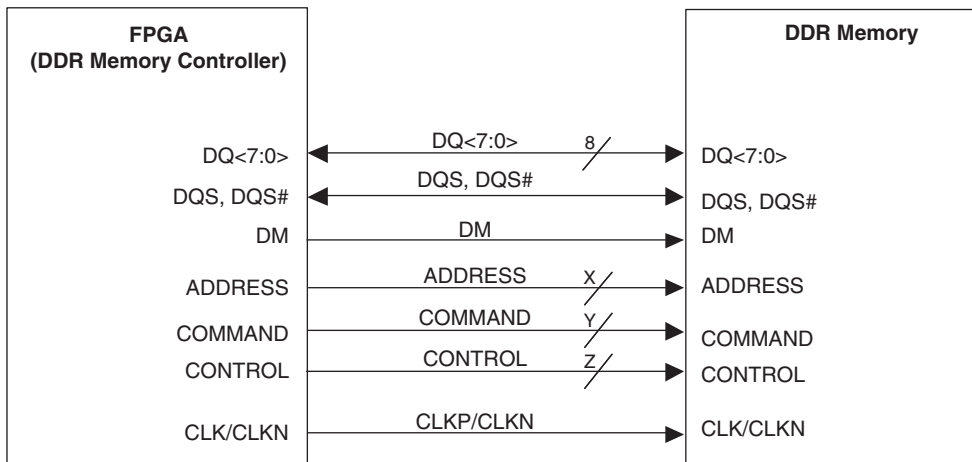 FPGA
(DDR Memory Controller)
DDR Memory
DQ<7:0>
DQ<7:0>
8
DQ<7:0>
DQS, DQS#
DQS, DQS#
DQS, DQS#
DM
DM
DM
ADDRESS
ADDRESS
X
ADDRESS
COMMAND
COMMAND
Y
COMMAND
CONTROL
CONTROL
Z
CONTROL
CLK/CLKN
CLKP/CLKN
CLK/CLKN